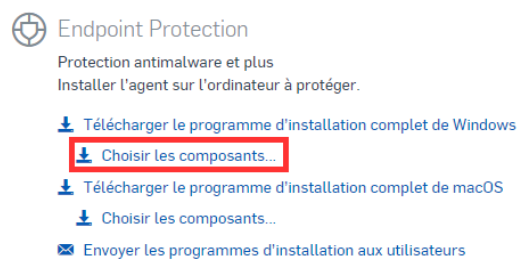 Endpoint Protection
Protection antimalware et plus
Installer l'agent sur l'ordinateur à protéger.
Télécharger le programme d'installation complet de Windows
Choisir les composants...
Télécharger le programme d'installation complet de macOS
Choisir les composants...
Envoyer les programmes d'installation aux utilisateurs